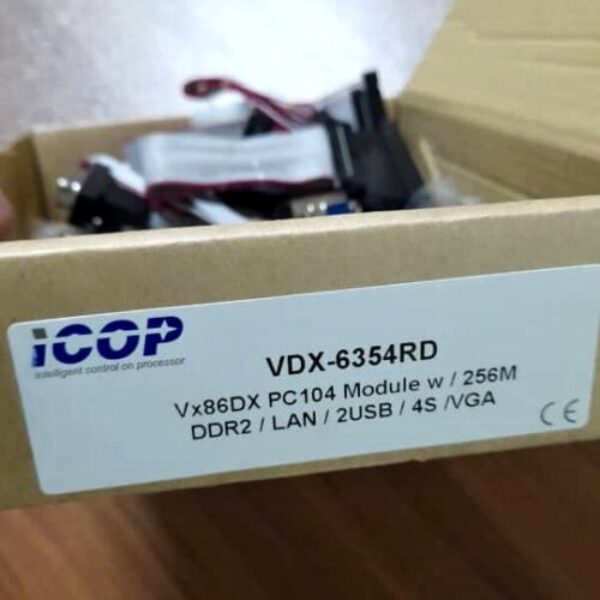 iCOP
intelligent control on processor
VDX-6354RD
Vx86DX PC104 Module w / 256M
DDR2 / LAN / 2USB / 4S /VGA
CE